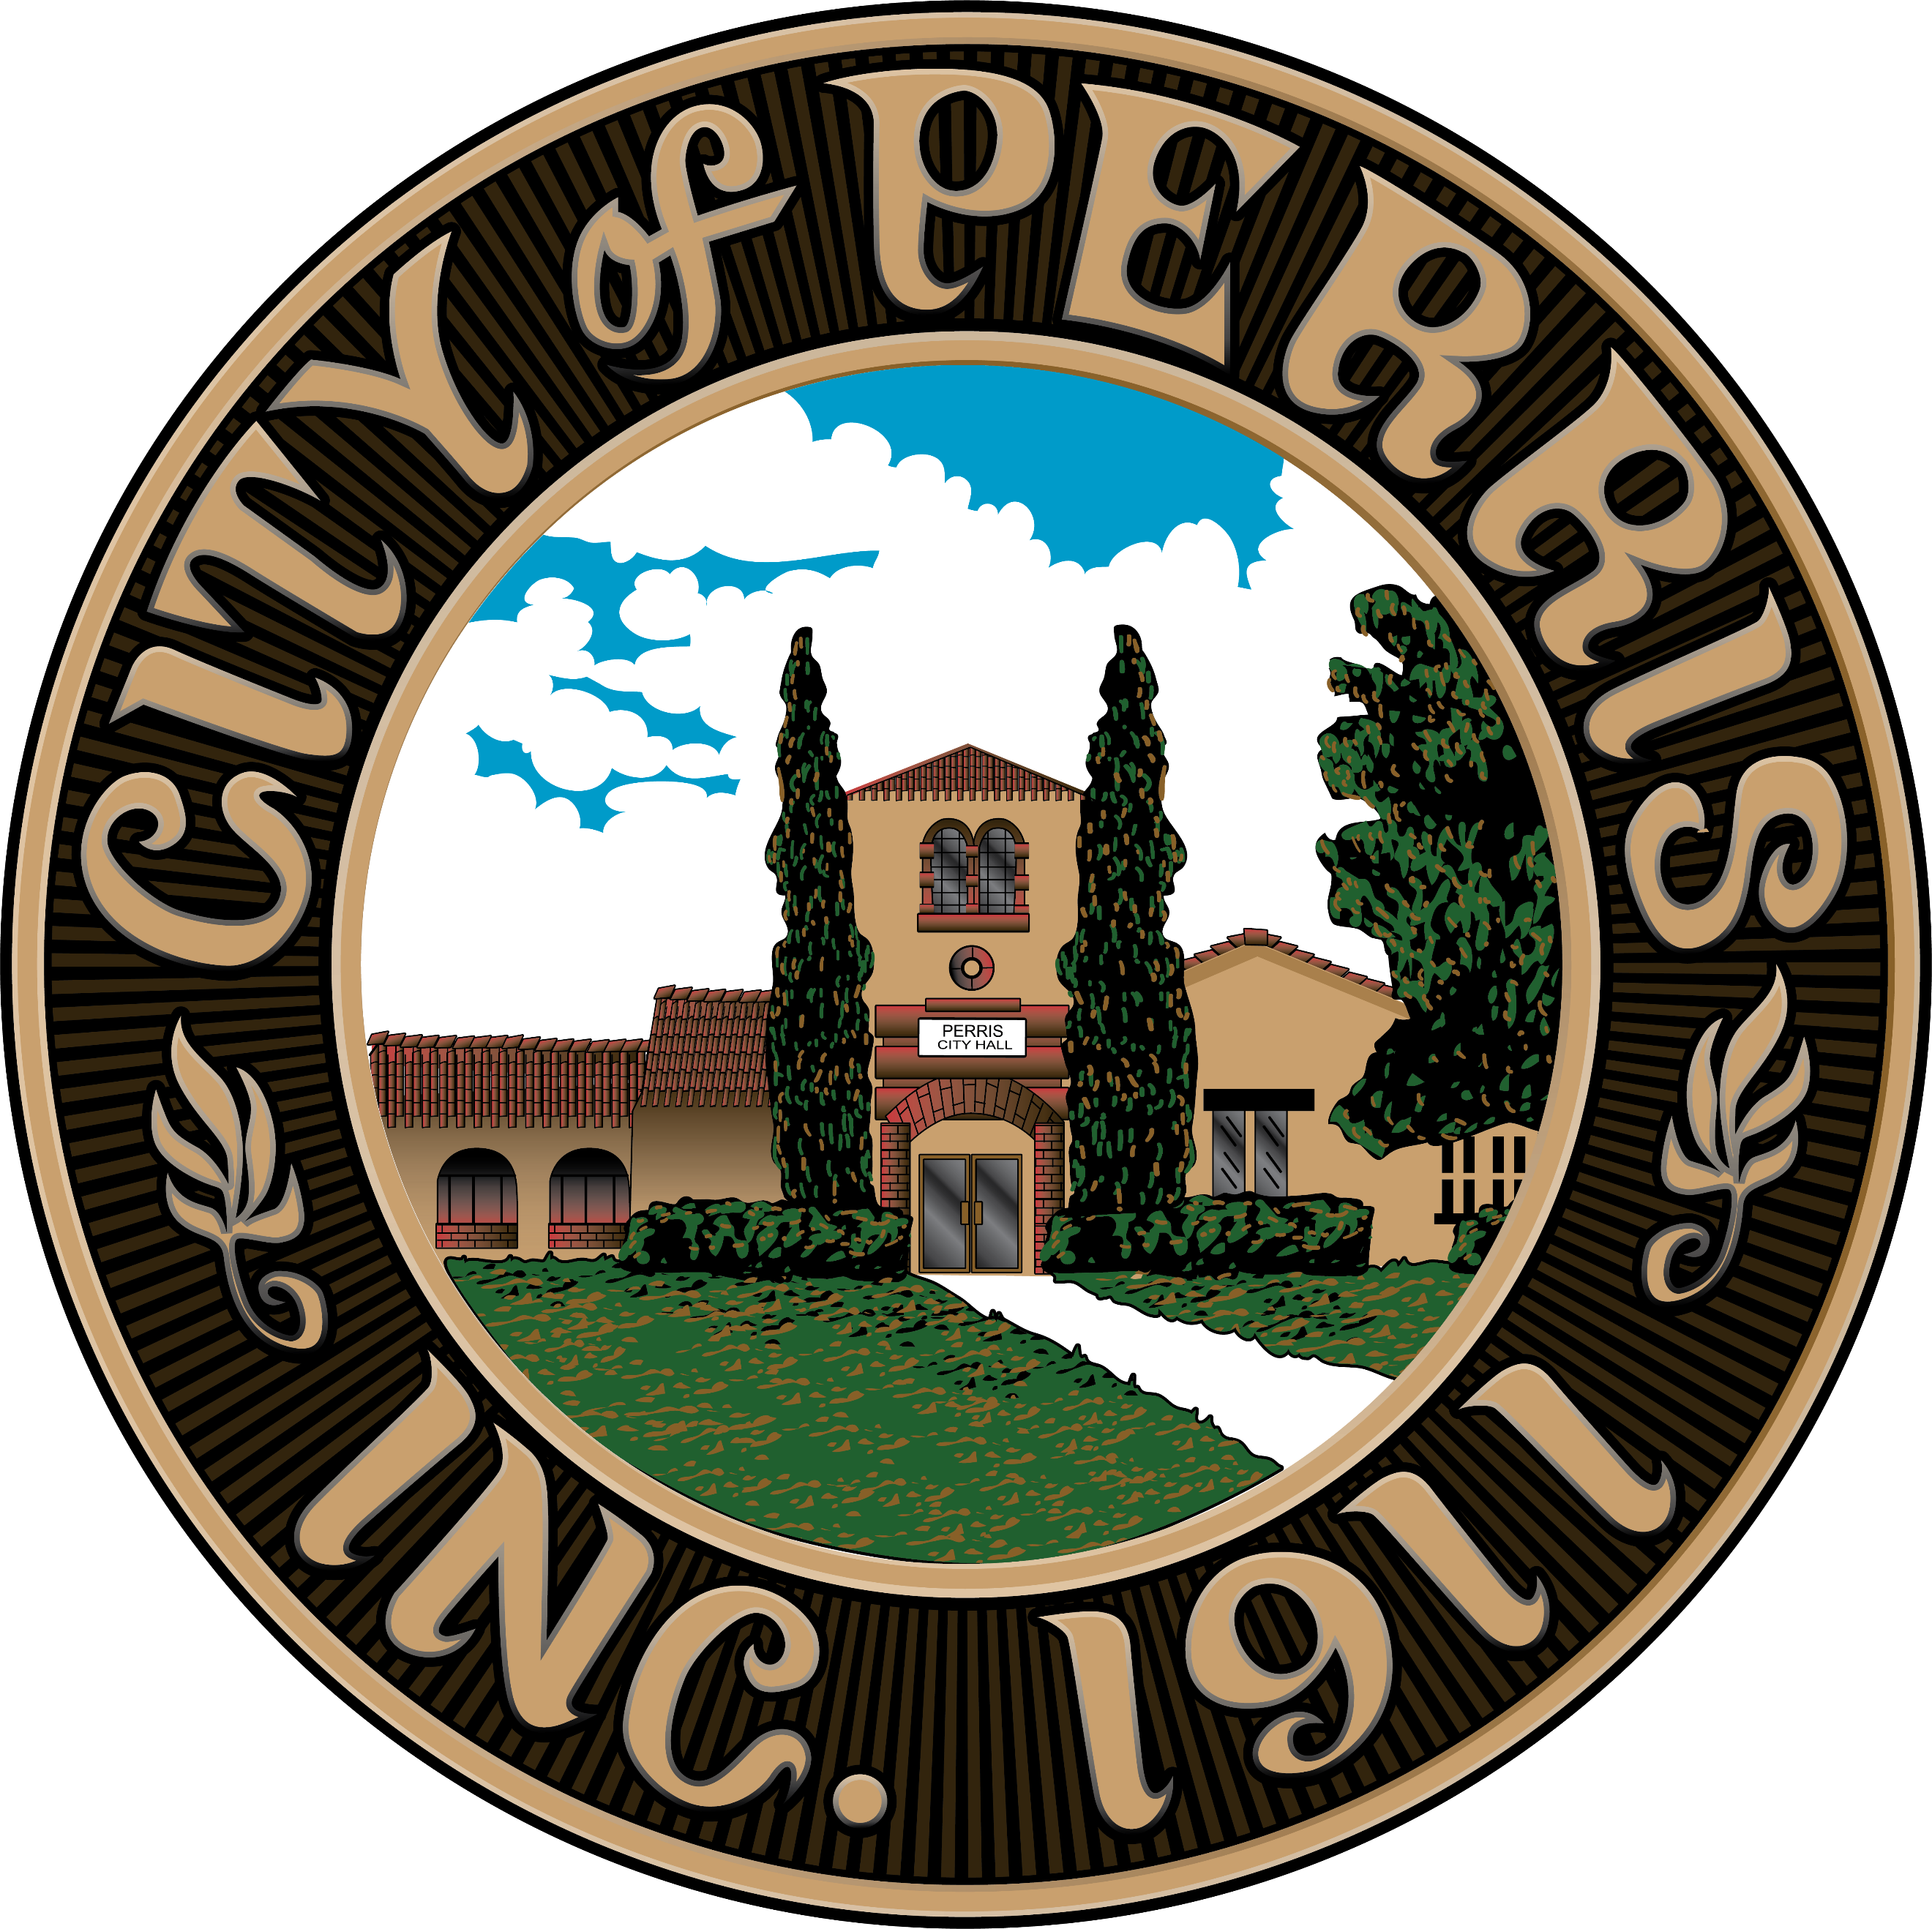 CITY of PERRIS
PERRIS
CITY HALL
INC. 1911